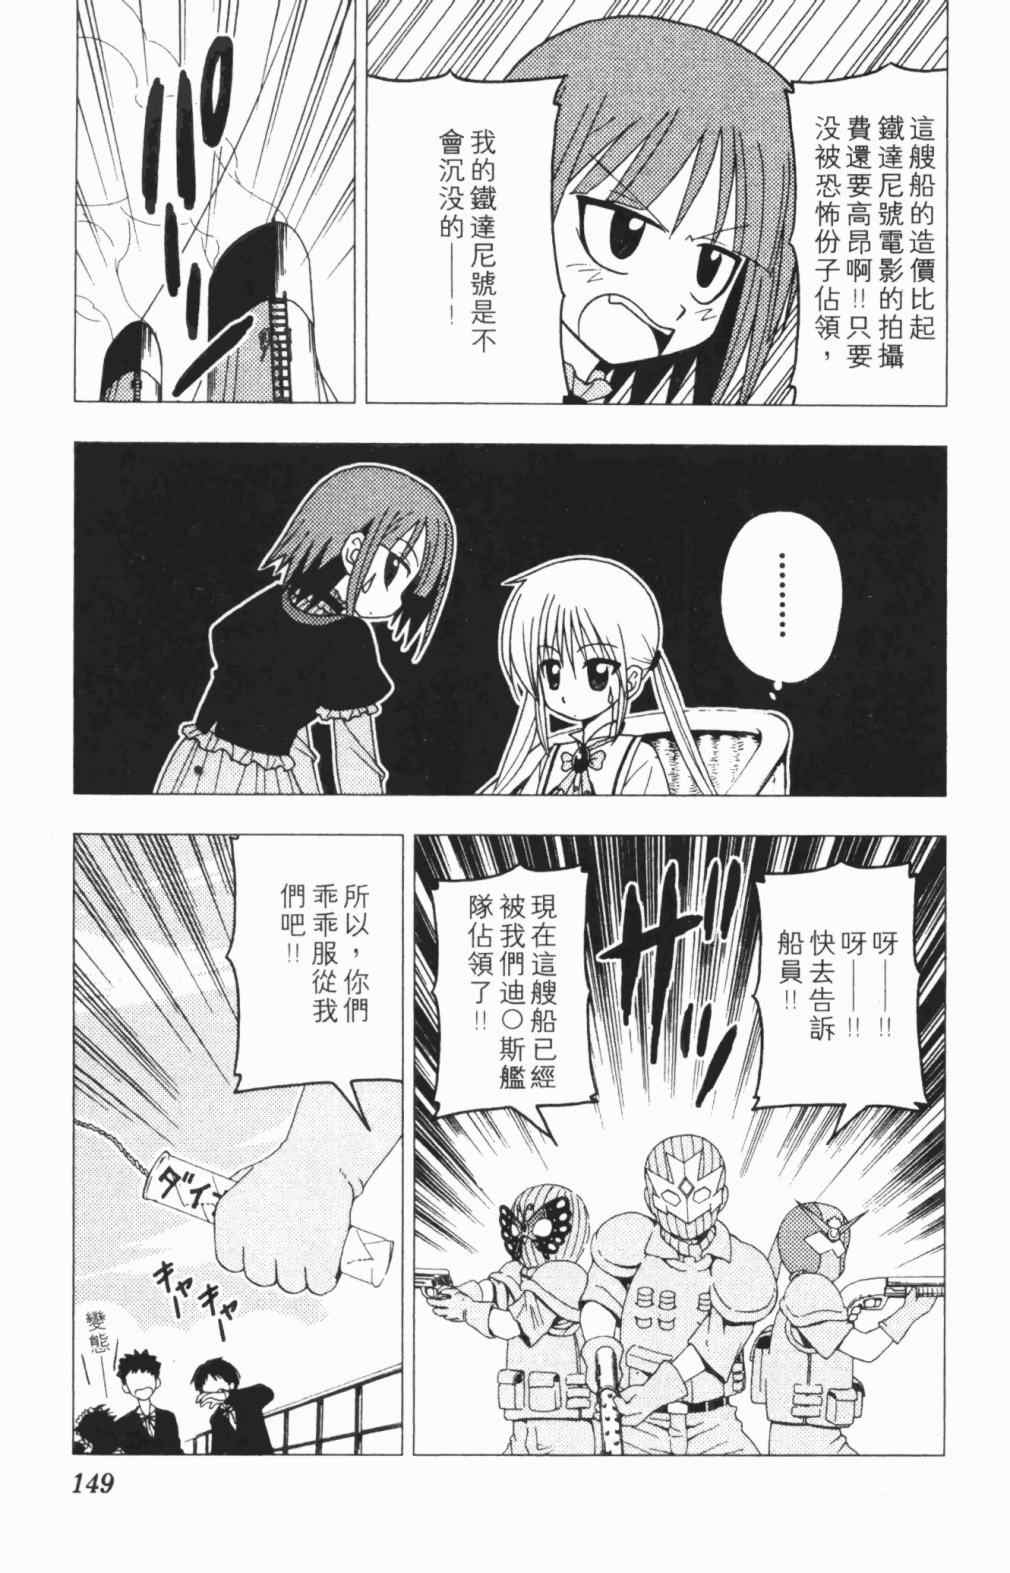 這艘船的造價比起
鐵達尼號電影的拍攝
費還要高昂啊!!只要
没被恐怖份子佔領，
我的鐵達尼號是不
會沉没的——！
………
呀——!!
呀——!!
快去告訴
船員!!
現在這艘船已經
被我們迪○斯艦
隊佔領了!!
ザッ
所以，你們
乖乖服從我
們吧!!
ダイ
キャー
キャー
變態——
149